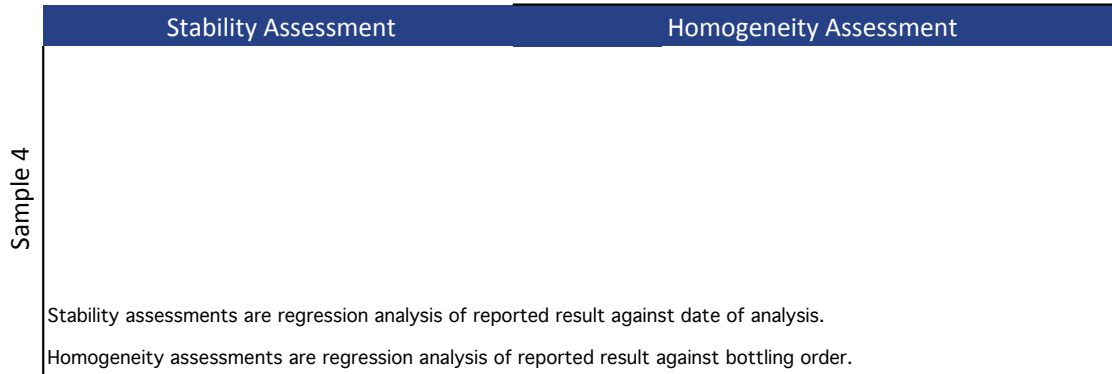 Stability Assessment
Homogeneity Assessment
Sample 4
Stability assessments are regression analysis of reported result against date of analysis.
Homogeneity assessments are regression analysis of reported result against bottling order.